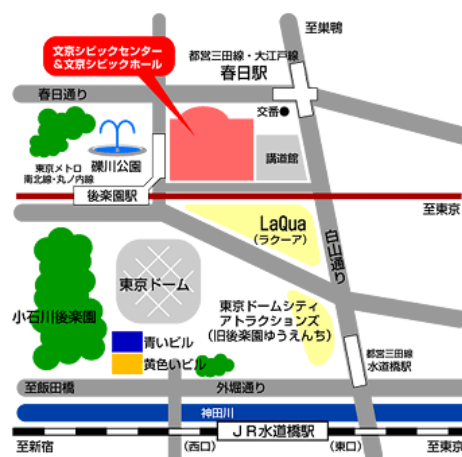 至巣鴨
文京シビックセンター
＆文京シビックホール
都営三田線・大江戸線
春日駅
春日通り
交番
礫川公園
講道館
東京メトロ
南北線・丸ノ内線
後楽園駅
至東京
LaQua
(ラクーア)
白山通り
東京ドーム
小石川後楽園
東京ドームシティ
アトラクションズ
(旧後楽園ゆうえんち)
青いビル
黄色いビル
都営三田線
水道橋駅
至飯田橋
外堀通り
神田川
ＪＲ水道橋駅
至新宿
(西口)
(東口)
至東京